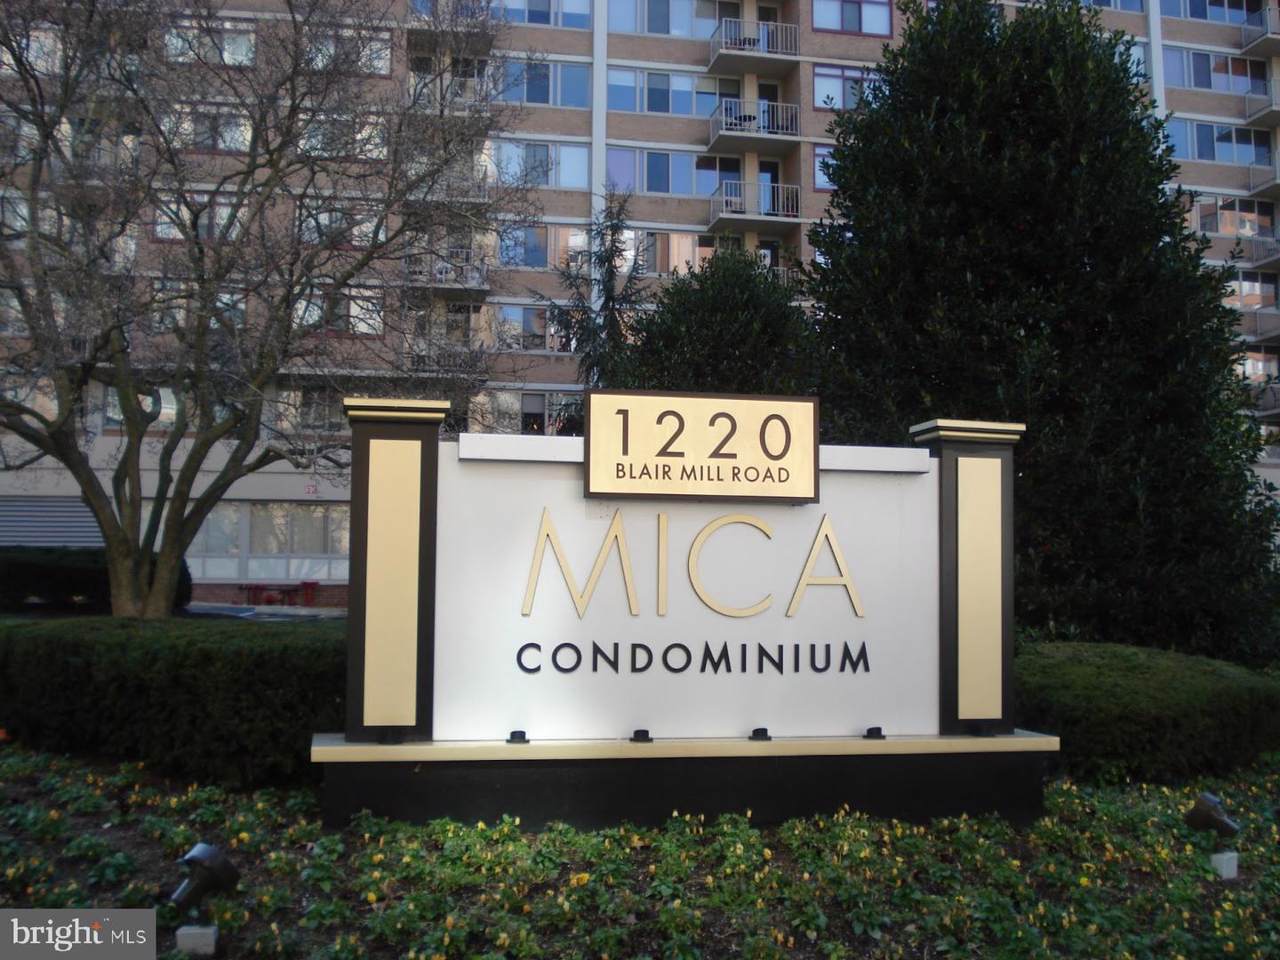 1220
BLAIR MILL ROAD
MICA
CONDOMINIUM
bright MLS